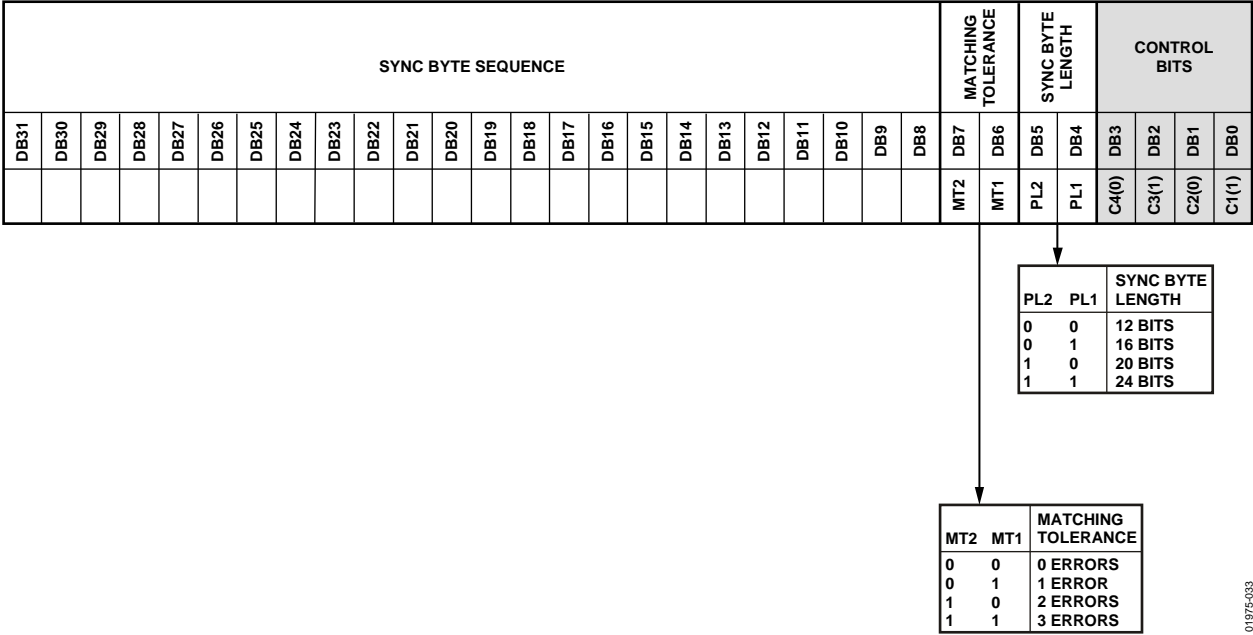 SYNC BYTE SEQUENCE
MATCHING
TOLERANCE
SYNC BYTE
LENGTH
CONTROL
BITS
DB31 DB30 DB29 DB28 DB27 DB26 DB25 DB24 DB23 DB22 DB21 DB20 DB19 DB18 DB17 DB16 DB15 DB14 DB13 DB12 DB11 DB10 DB9 DB8 DB7 DB6 DB5 DB4 DB3 DB2 DB1 DB0
MT2 MT1 PL2 PL1 C4(0) C3(1) C2(0) C1(1)
PL2 PL1 SYNC BYTE
LENGTH
0 0 12 BITS
0 1 16 BITS
1 0 20 BITS
1 1 24 BITS
MT2 MT1 MATCHING
TOLERANCE
0 0 0 ERRORS
0 1 1 ERROR
1 0 2 ERRORS
1 1 3 ERRORS
01975-033